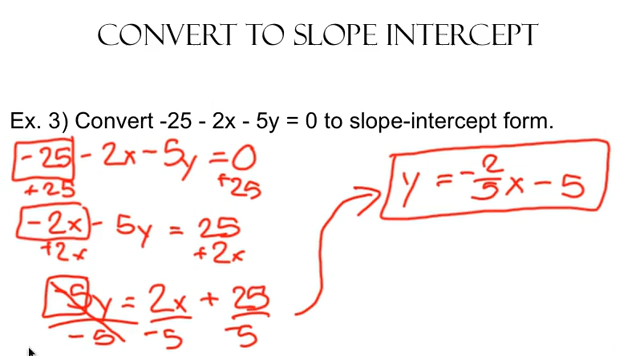 CONVERT TO SLOPE INTERCEPT
Ex. 3) Convert -25 - 2x - 5y = 0 to slope-intercept form.
-25 - 2x - 5y = 0
+25 +25
-2x - 5y = 25
+2x +2x
-5y = 2x + 25
-5 -5 -5
y = -2/5x - 5